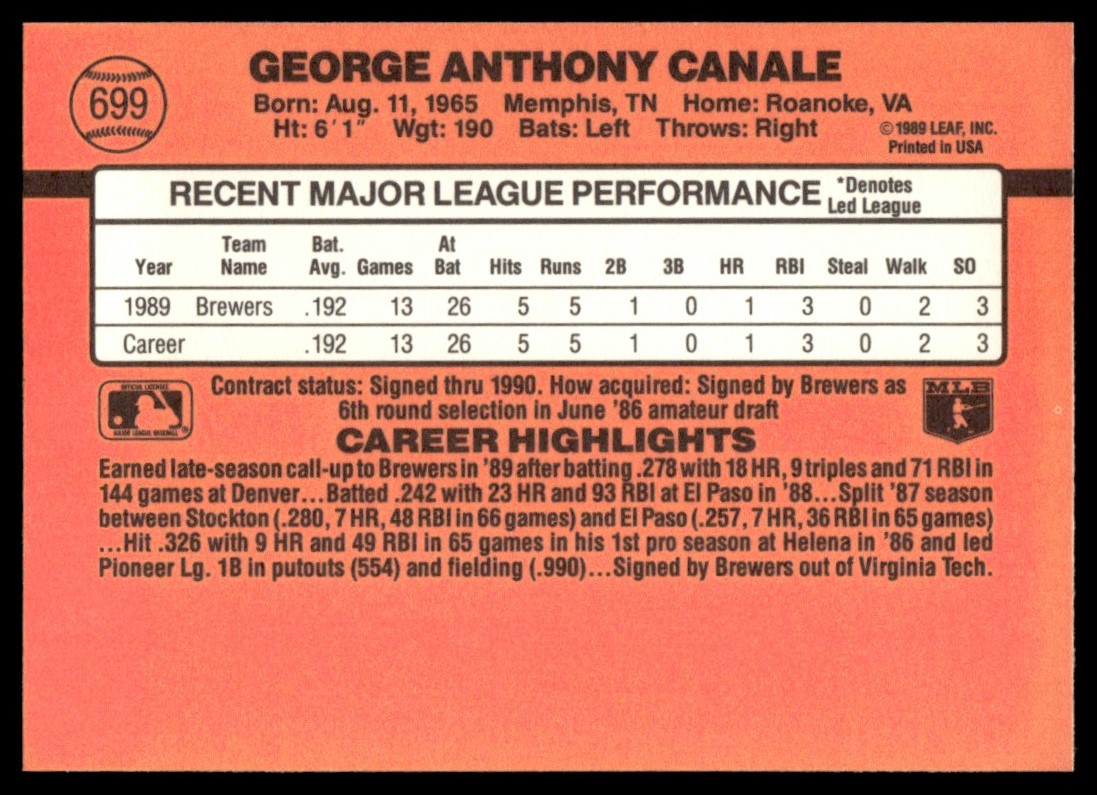 GEORGE ANTHONY CANALE
699
Born: Aug. 11, 1965 Memphis, TN Home: Roanoke, VA
Ht: 6'1" Wgt: 190 Bats: Left Throws: Right
©1989 LEAF, INC.
Printed in USA
RECENT MAJOR LEAGUE PERFORMANCE *Denotes
Led League
Year Team Name Bat. Avg. Games At Bat Hits Runs 2B 3B HR RBI Steal Walk SO
1989 Brewers .192 13 26 5 5 1 0 1 3 0 2 3
Career .192 13 26 5 5 1 0 1 3 0 2 3
OFFICIAL LICENSEE
MAJOR LEAGUE BASEBALL
Contract status: Signed thru 1990. How acquired: Signed by Brewers as
6th round selection in June '86 amateur draft
MLB
CAREER HIGHLIGHTS
Earned late-season call-up to Brewers in '89 after batting .278 with 18 HR, 9 triples and 71 RBI in
144 games at Denver...Batted .242 with 23 HR and 93 RBI at El Paso in '88...Split '87 season
between Stockton (.280, 7 HR, 48 RBI in 66 games) and El Paso (.257, 7 HR, 36 RBI in 65 games)
...Hit .326 with 9 HR and 49 RBI in 65 games in his 1st pro season at Helena in '86 and led
Pioneer Lg. 1B in putouts (554) and fielding (.990)...Signed by Brewers out of Virginia Tech.